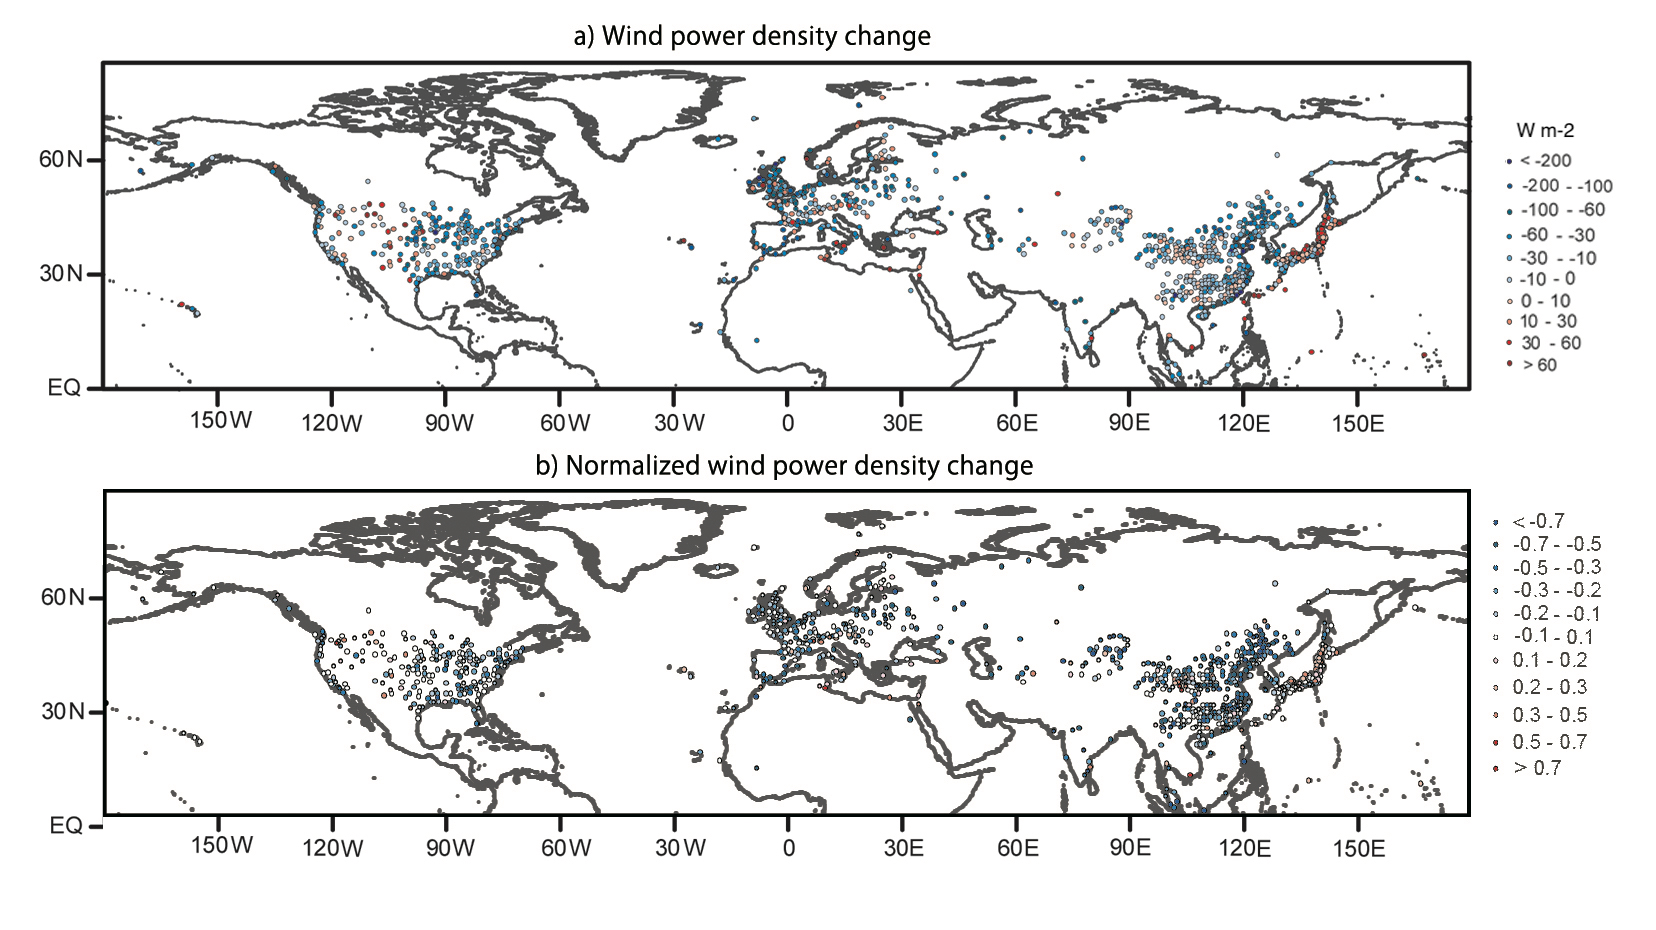 a) Wind power density change
60N
30N
EQ
150W 120W 90W 60W 30W 0 30E 60E 90E 120E 150E
W m-2
< -200
-200 - -100
-100 - -60
-60 - -30
-30 - -10
-10 - 0
0 - 10
10 - 30
30 - 60
> 60
b) Normalized wind power density change
60N
30N
EQ
150W 120W 90W 60W 30W 0 30E 60E 90E 120E 150E
< -0.7
-0.7 - -0.5
-0.5 - -0.3
-0.3 - -0.2
-0.2 - -0.1
-0.1 - 0.1
0.1 - 0.2
0.2 - 0.3
0.3 - 0.5
0.5 - 0.7
> 0.7